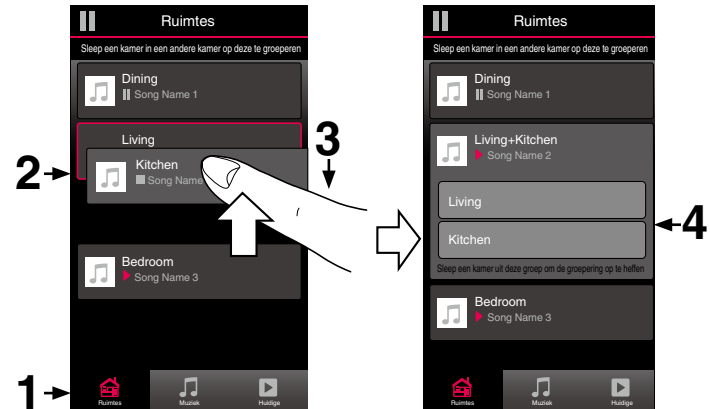 Ruimtes
Sleep een kamer in een andere kamer op deze te groeperen
Dining
Song Name 1
Living
Kitchen
Song Name
Bedroom
Song Name 3
Ruimtes
Muziek
Huidige
1
2
3
Ruimtes
Sleep een kamer in een andere kamer op deze te groeperen
Dining
Song Name 1
Living+Kitchen
Song Name 2
Living
Kitchen
Sleep een kamer uit deze groep om de groepering op te heffen
Bedroom
Song Name 3
Ruimtes
Muziek
Huidige
4